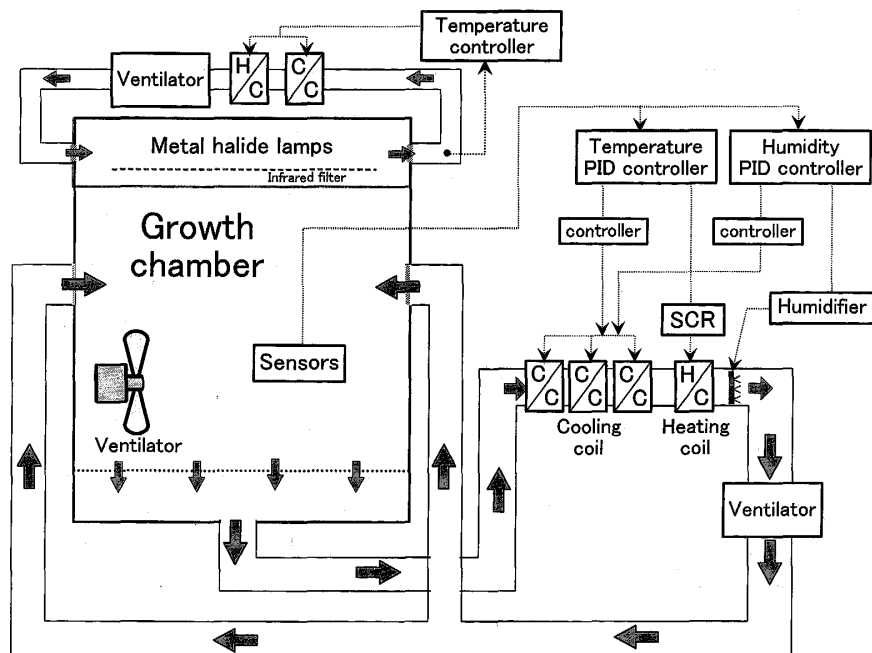 Temperature
controller
Ventilator
H
C
C
C
Metal halide lamps
Infrared filter
Temperature
PID controller
Humidity
PID controller
Growth
chamber
controller
controller
SCR
Humidifier
Sensors
C
C
C
C
C
C
H
C
Cooling
coil
Heating
coil
Ventilator
Ventilator